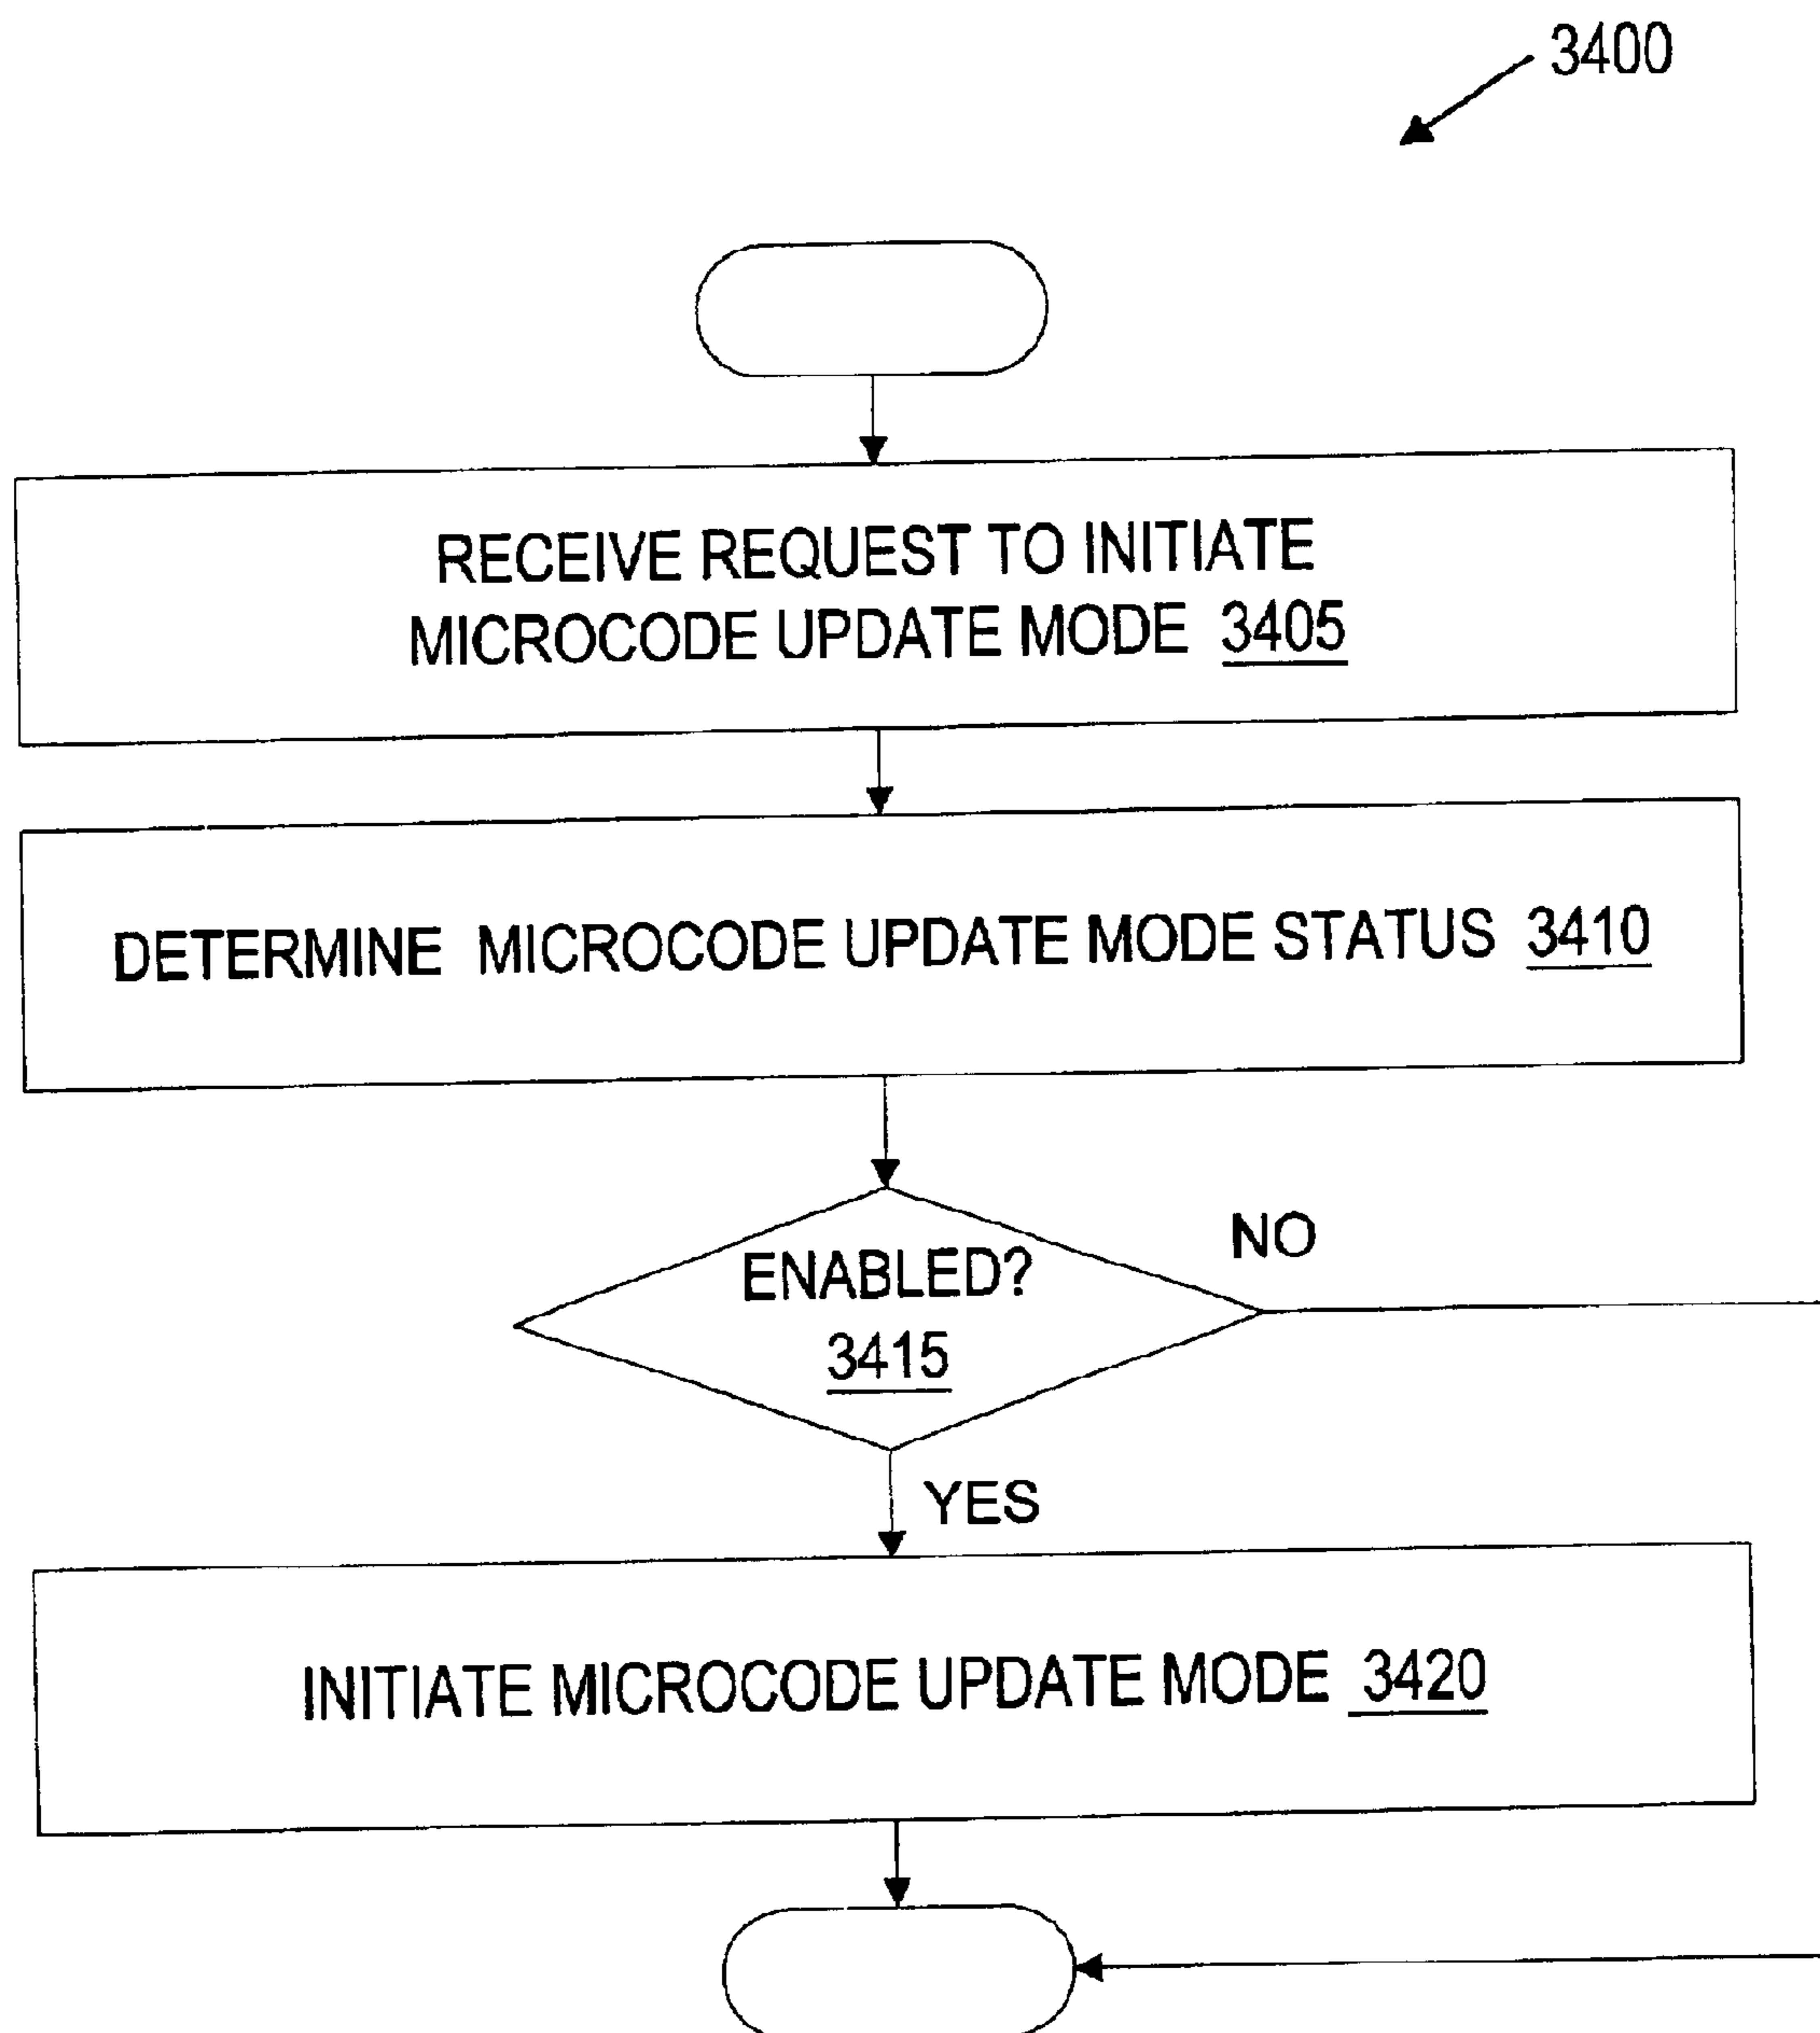 3400
RECEIVE REQUEST TO INITIATE
MICROCODE UPDATE MODE 3405
DETERMINE MICROCODE UPDATE MODE STATUS 3410
ENABLED?
3415
NO
YES
INITIATE MICROCODE UPDATE MODE 3420